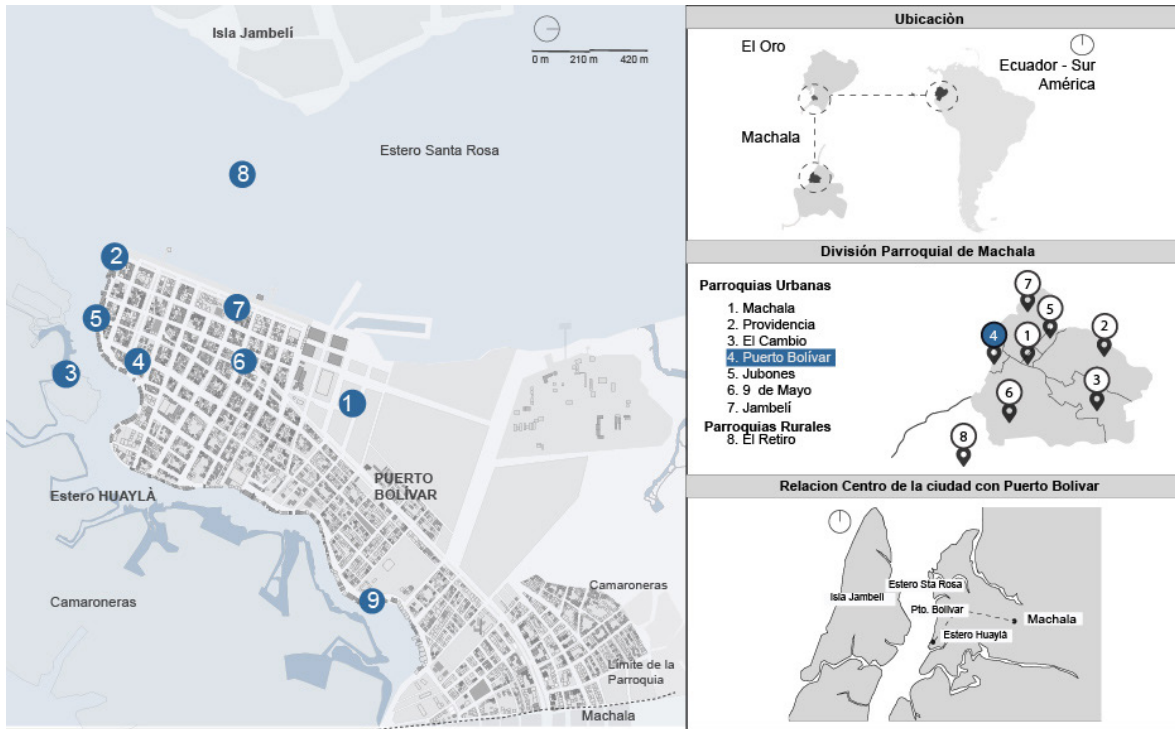 Isla Jambelí
0 m 210 m 420 m
Estero Santa Rosa
8
2
7
5
4
6
3
1
PUERTO
BOLÍVAR
Estero HUAYLÀ
9
Camaroneras
Camaroneras
Límite de la
Parroquia
Machala
Ubicaciòn
El Oro
Ecuador - Sur
América
Machala
División Parroquial de Machala
Parroquias Urbanas
1. Machala
2. Providencia
3. El Cambio
4. Puerto Bolívar
5. Jubones
6. 9 de Mayo
7. Jambelí
Parroquias Rurales
8. El Retiro
7
5
4
1
2
3
6
8
Relacion Centro de la ciudad con Puerto Bolivar
Estero Sta Rosa
Isla Jambelì
Pto. Bolivar
Machala
Estero Huaylà